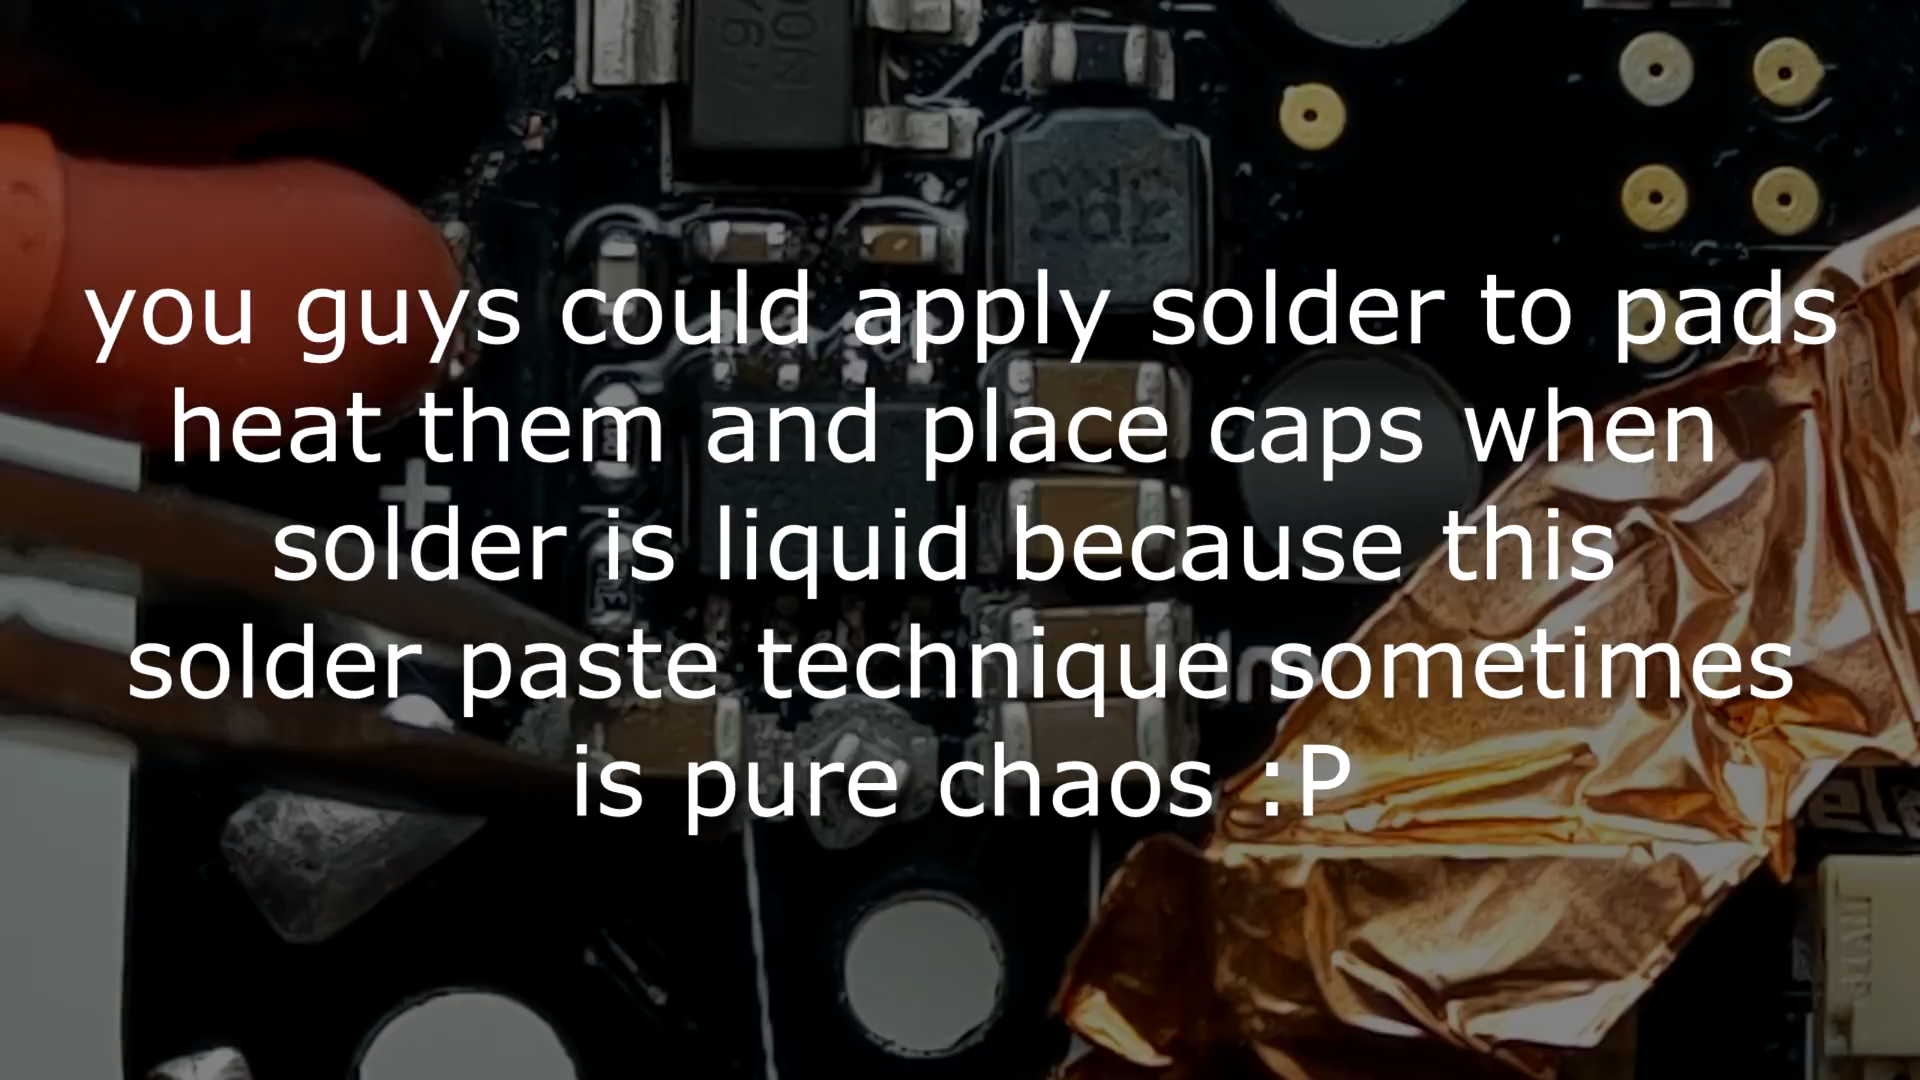 you guys could apply solder to pads
heat them and place caps when
solder is liquid because this
solder paste technique sometimes
is pure chaos :P